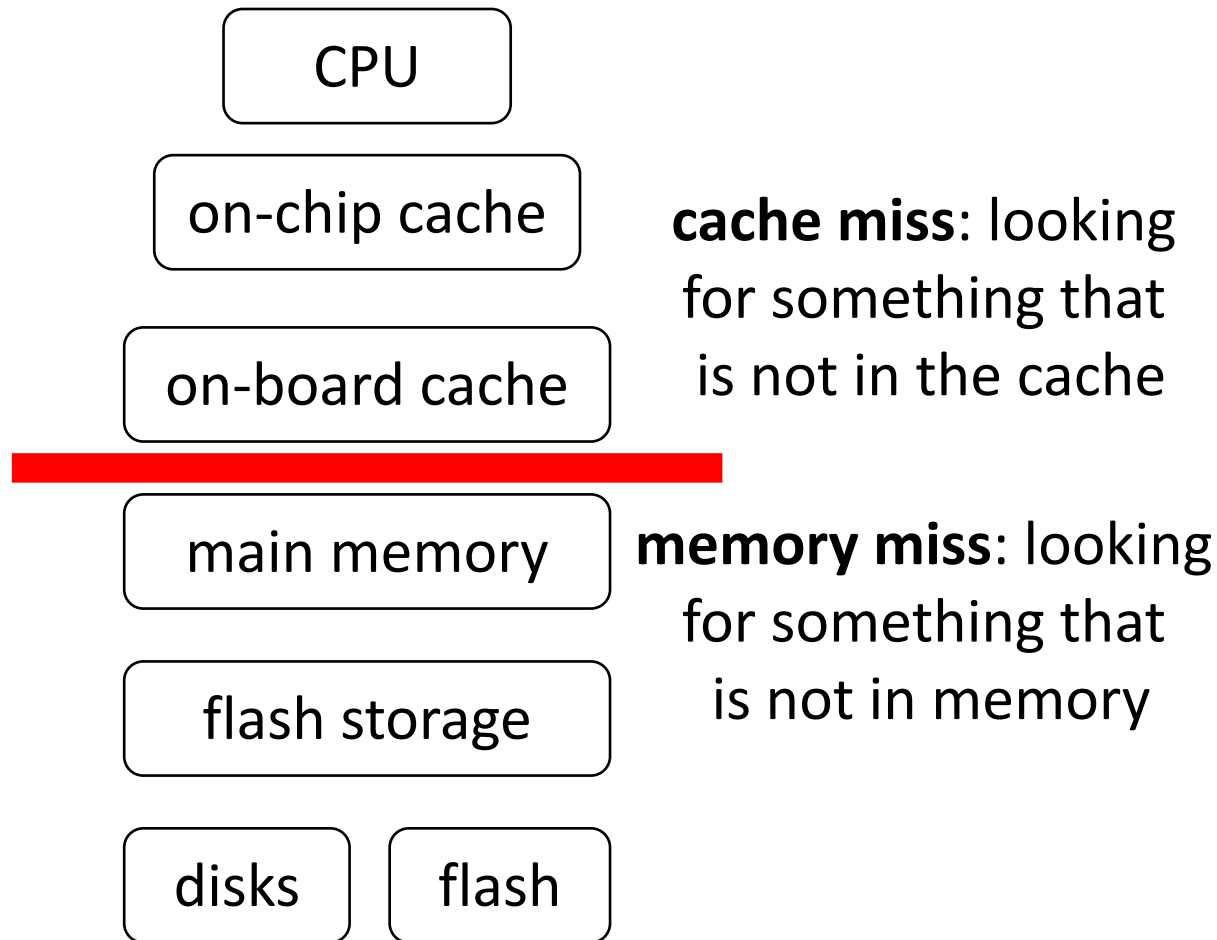 CPU
on-chip cache
on-board cache
cache miss: looking
for something that
is not in the cache
main memory
flash storage
memory miss: looking
for something that
is not in memory
disks
flash